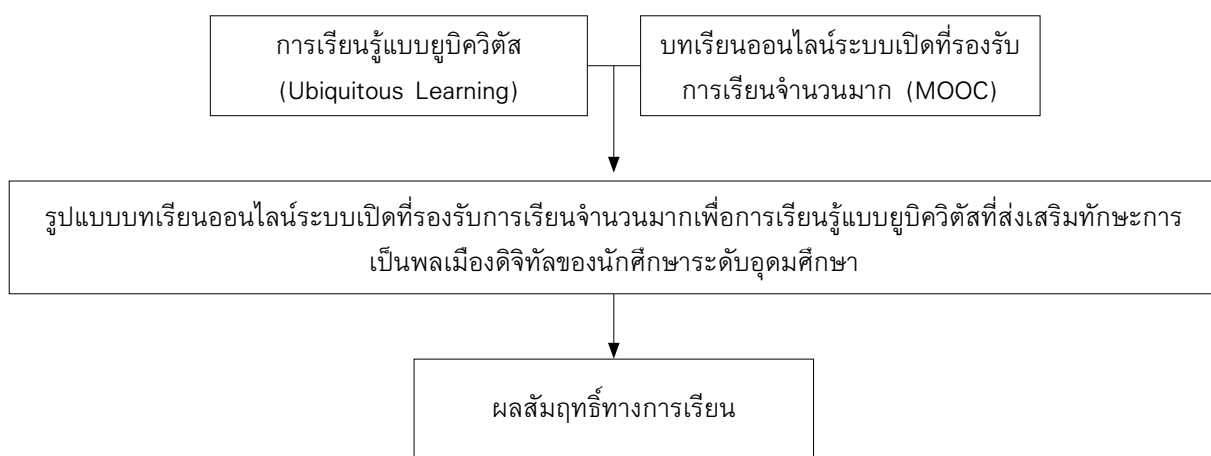 การเรียนรู้แบบยูบิควิตัส
(Ubiquitous Learning)
บทเรียนออนไลน์ระบบเปิดที่รองรับ
การเรียนจำนวนมาก (MOOC)
รูปแบบบทเรียนออนไลน์ระบบเปิดที่รองรับการเรียนจำนวนมากเพื่อการเรียนรู้แบบยูบิควิตัสที่ส่งเสริมทักษะการ
เป็นพลเมืองดิจิทัลของนักศึกษาระดับอุดมศึกษา
ผลสัมฤทธิ์ทางการเรียน